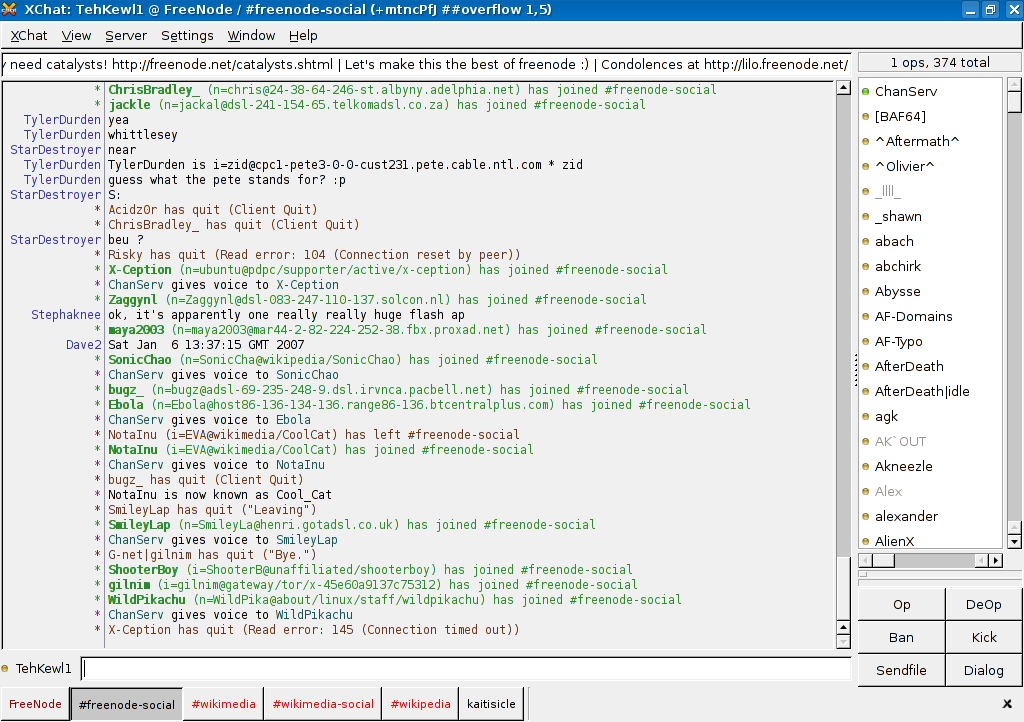 XChat: TehKewl1 @ FreeNode / #freenode-social (+mtncPfJ ##overflow 1,5)
XChat View Server Settings Window Help
y need catalysts! http://freenode.net/catalysts.shtml | Let's make this the best of freenode :) | Condolences at http://lilo.freenode.net/
1 ops, 374 total
* ChrisBradley_ (n=chris@24-38-64-246-st.albyny.adelphia.net) has joined #freenode-social
* jackle (n=jackal@dsl-241-154-65.telkomadsl.co.za) has joined #freenode-social
TylerDurden yea
TylerDurden whittlesey
StarDestroyer near
TylerDurden TylerDurden is i=zid@cpc1-pete3-0-0-cust231.pete.cable.ntl.com * zid
TylerDurden guess what the pete stands for? :p
StarDestroyer S:
* AcidzOr has quit (Client Quit)
* ChrisBradley_ has quit (Client Quit)
StarDestroyer beu ?
* Risky has quit (Read error: 104 (Connection reset by peer))
* X-Ception (n=ubuntu@pdpc/supporter/active/x-ception) has joined #freenode-social
* ChanServ gives voice to X-Ception
* Zaggynl (n=Zaggynl@dsl-083-247-110-137.solcon.nl) has joined #freenode-social
Stephaknee ok, it's apparently one really really huge flash ap
* maya2003 (n=maya2003@mar44-2-82-224-252-38.fbx.proxad.net) has joined #freenode-social
Dave2 Sat Jan  6 13:37:15 GMT 2007
* SonicChao (n=SonicCha@wikipedia/SonicChao) has joined #freenode-social
* ChanServ gives voice to SonicChao
* bugz_ (n=bugz@adsl-69-235-248-9.dsl.irvnca.pacbell.net) has joined #freenode-social
* Ebola (n=Ebola@host86-136-134-136.range86-136.btcentralplus.com) has joined #freenode-social
* ChanServ gives voice to Ebola
* NotaInu (i=EVA@wikimedia/CoolCat) has left #freenode-social
* NotaInu (i=EVA@wikimedia/CoolCat) has joined #freenode-social
* ChanServ gives voice to NotaInu
* bugz_ has quit (Client Quit)
* NotaInu is now known as Cool_Cat
* SmileyLap has quit ("Leaving")
* SmileyLap (n=SmileyLa@henri.gotadsl.co.uk) has joined #freenode-social
* ChanServ gives voice to SmileyLap
* G-net|gilnim has quit ("Bye.")
* ShooterBoy (i=ShooterB@unaffiliated/shooterboy) has joined #freenode-social
* gilnim (i=gilnim@gateway/tor/x-45e60a9137c75312) has joined #freenode-social
* WildPikachu (n=WildPika@about/linux/staff/wildpikachu) has joined #freenode-social
* ChanServ gives voice to WildPikachu
* X-Ception has quit (Read error: 145 (Connection timed out))
ChanServ
[BAF64]
^Aftermath^
^Olivier^
_llll_
_shawn
abach
abchirk
Abysse
AF-Domains
AF-Typo
AfterDeath
AfterDeath|idle
agk
AK`OUT
Akneezle
Alex
alexander
AlienX
Op DeOp
Ban Kick
Sendfile Dialog
TehKewl1
FreeNode #freenode-social #wikimedia #wikimedia-social #wikipedia kaitisicle x